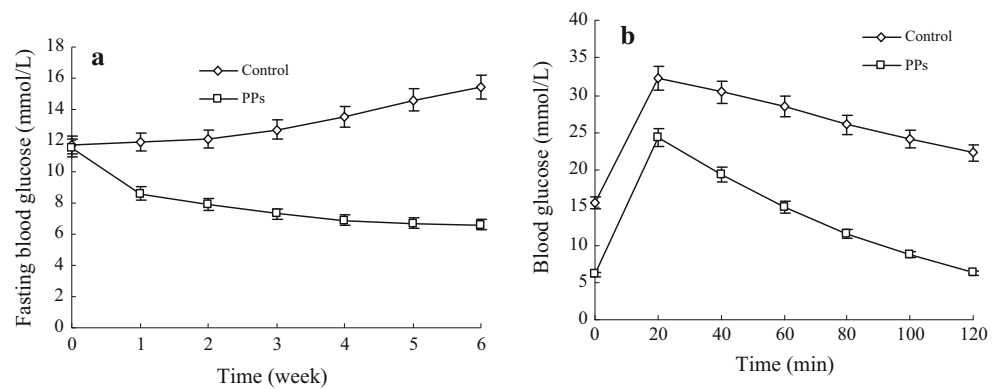 a
Control
PPs
18
16
14
12
10
8
6
4
2
0
Fasting blood glucose (mmol/L)
0 1 2 3 4 5 6
Time (week)
b
Control
PPs
40
35
30
25
20
15
10
5
0
Blood glucose (mmol/L)
0 20 40 60 80 100 120
Time (min)